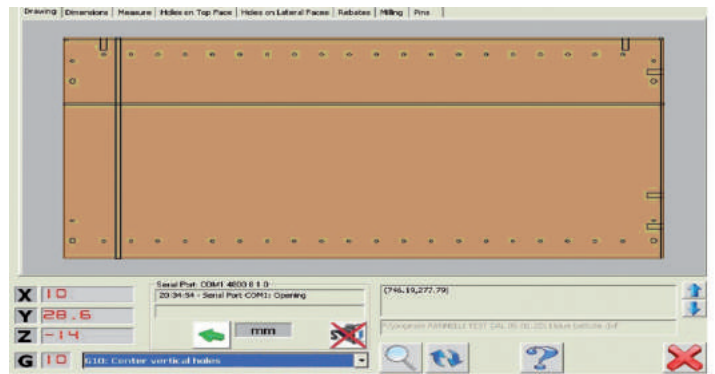 Drawing Dimensions Measure Holes on Top Face Holes on Lateral Faces Rebates Milling Pins
Serial Port: COM1 4800 8 1 0
X 10
20:34:54 - Serial Port COM1: Opening
(746.19,277.79)
Y 28.6
Z -14
mm
G 10 G10: Center vertical holes